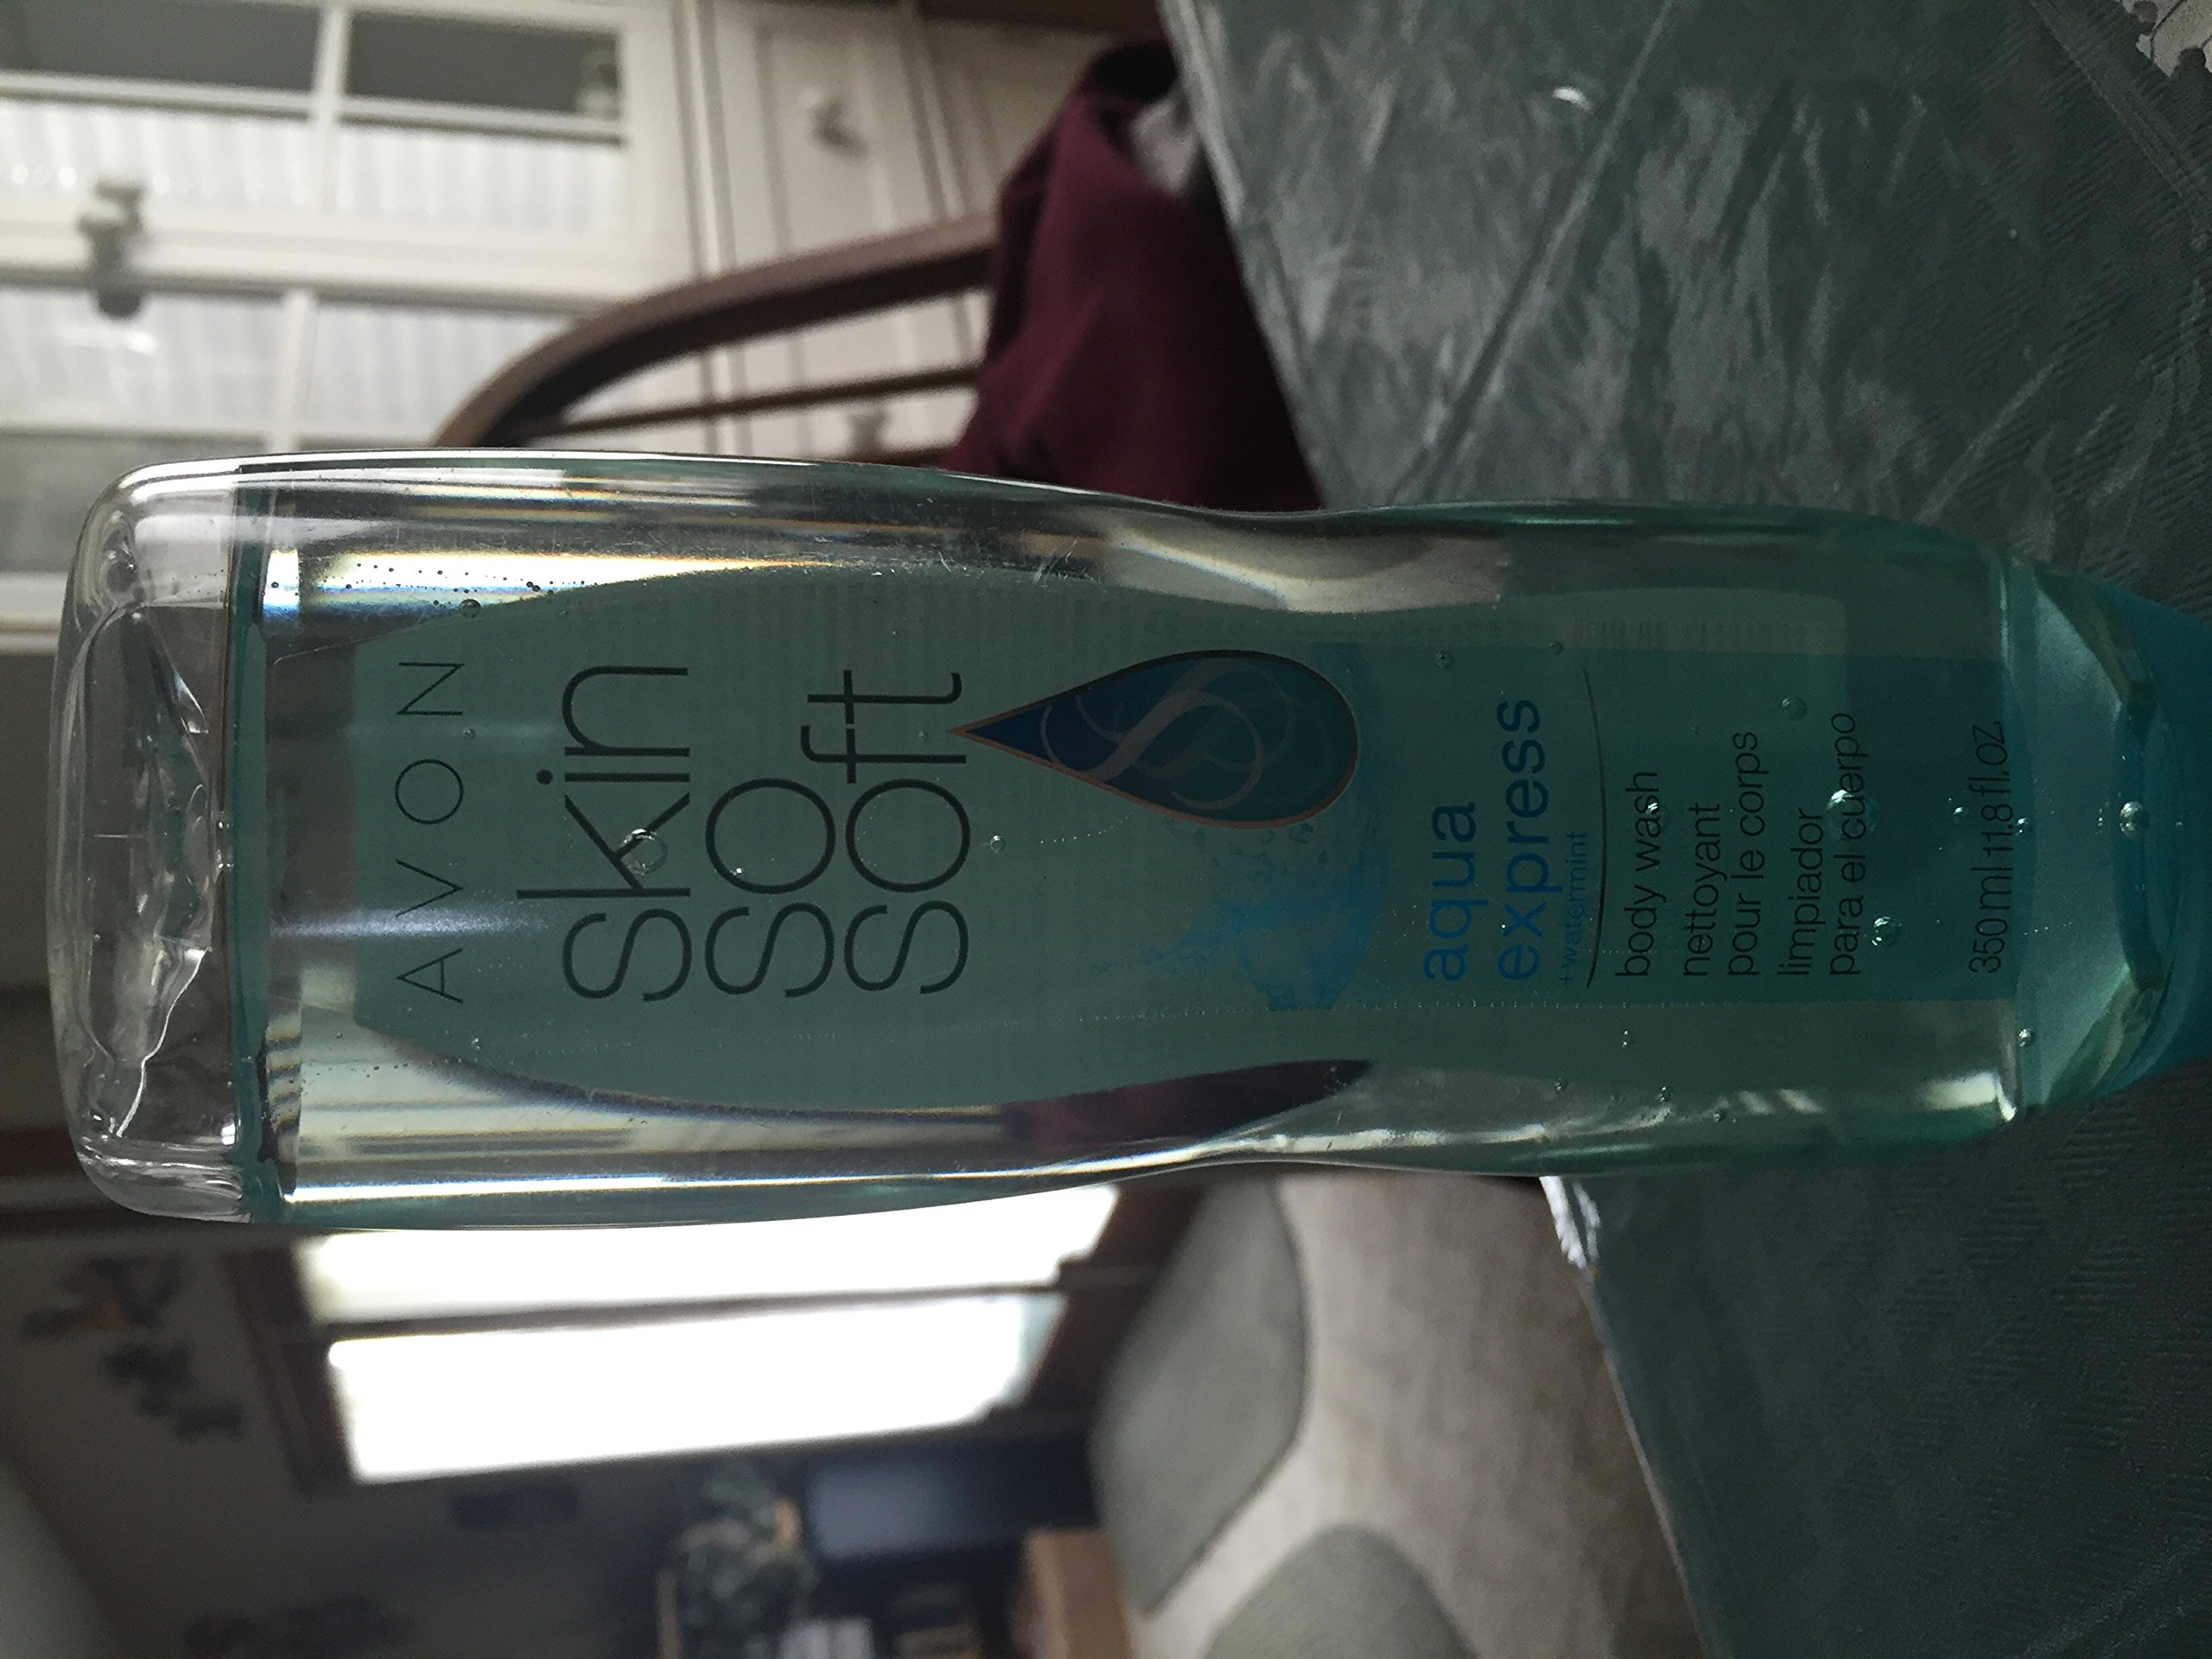 AVON
skin
so
soft
aqua
express
+watermint
body wash
nettoyant
pour le corps
limpiador
para el cuerpo
350 ml 11.8 fl.oz